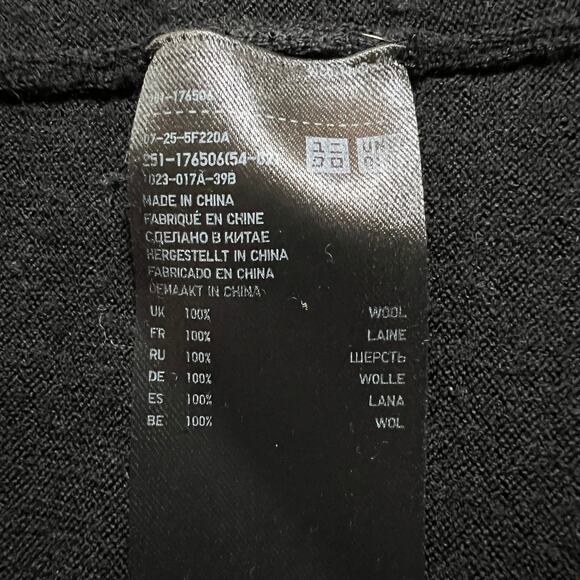 07-25-5F220A
251-176506(54-02)
1023-017A-39B
MADE IN CHINA
FABRIQUÉ EN CHINE
СДЕЛАНО В КИТАЕ
HERGESTELLT IN CHINA
FABRICADO EN CHINA
GEMAAKT IN CHINA
UK 100% WOOL
FR 100% LAINE
RU 100% ШЕРСТЬ
DE 100% WOLLE
ES 100% LANA
BE 100% WOL